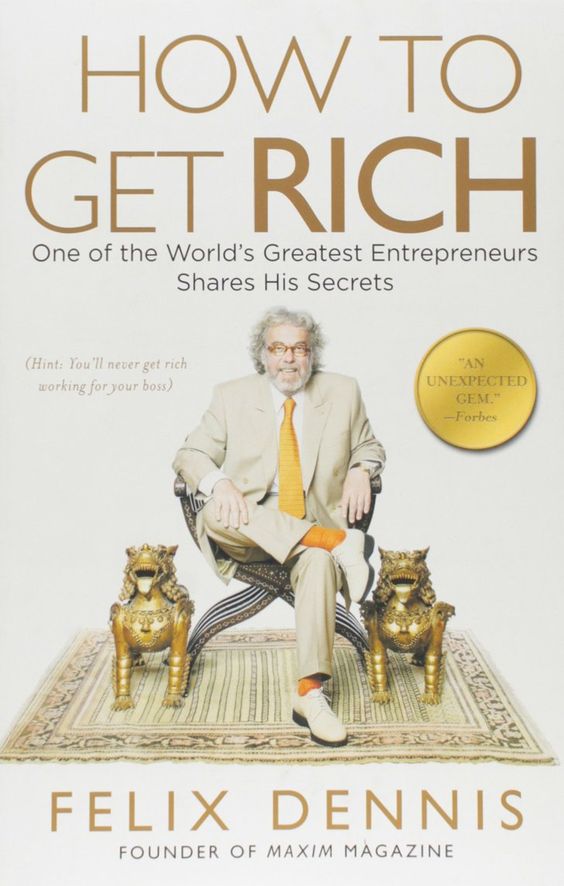 HOW TO
GET RICH
One of the World's Greatest Entrepreneurs
Shares His Secrets
(Hint: You'll never get rich
working for your boss)
"AN
UNEXPECTED
GEM."
—Forbes
FELIX DENNIS
FOUNDER OF MAXIM MAGAZINE